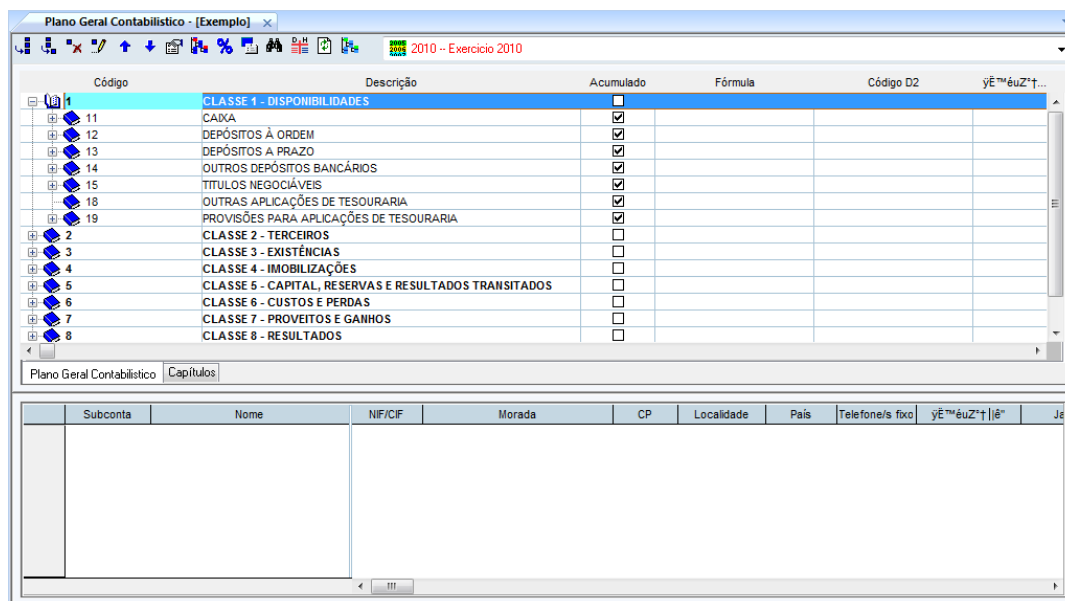 Plano Geral Contabilistico - [Exemplo]
2010 -- Exercicio 2010
Código Descrição Acumulado Fórmula Código D2 ÿË™éuZ°†...
1 CLASSE 1 - DISPONIBILIDADES
11 CAIXA
12 DEPÓSITOS À ORDEM
13 DEPÓSITOS A PRAZO
14 OUTROS DEPÓSITOS BANCÁRIOS
15 TITULOS NEGOCIÁVEIS
18 OUTRAS APLICAÇÕES DE TESOURARIA
19 PROVISÕES PARA APLICAÇÕES DE TESOURARIA
2 CLASSE 2 - TERCEIROS
3 CLASSE 3 - EXISTÊNCIAS
4 CLASSE 4 - IMOBILIZAÇÕES
5 CLASSE 5 - CAPITAL, RESERVAS E RESULTADOS TRANSITADOS
6 CLASSE 6 - CUSTOS E PERDAS
7 CLASSE 7 - PROVEITOS E GANHOS
8 CLASSE 8 - RESULTADOS
Plano Geral Contabilistico Capítulos
Subconta Nome NIF/CIF Morada CP Localidade País Telefone/s fixo ÿË™éuZ°†||ê" Ja